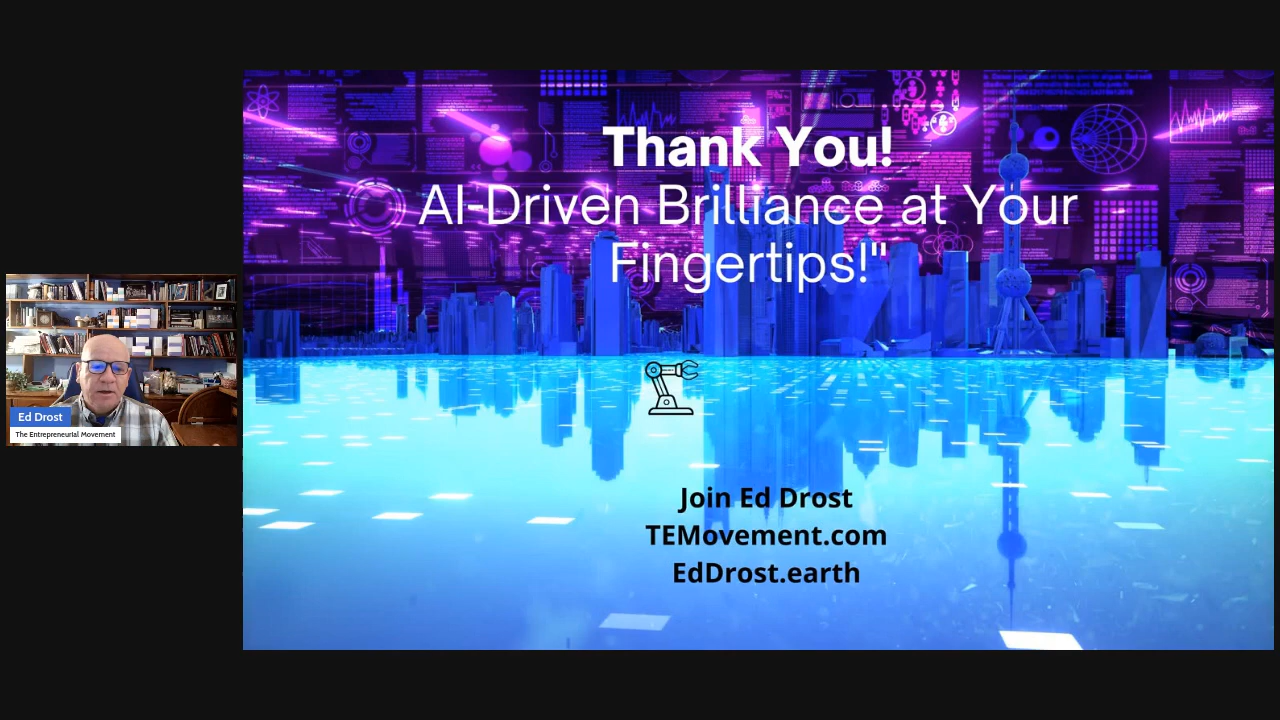 Thank You!
AI-Driven Brilliance at Your
Fingertips!"
Ed Drost
The Entrepreneurial Movement
Join Ed Drost
TEMovement.com
EdDrost.earth